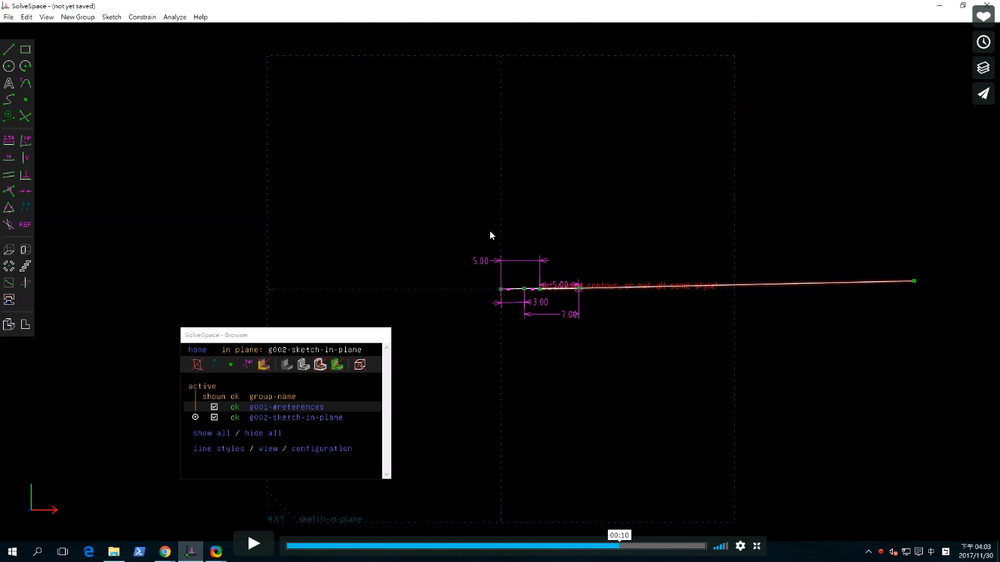 SolveSpace - (not yet saved)
File Edit View New Group Sketch Constrain Analyze Help
2.54 74°
H V
REF
5.00
5.00
contour, or not all same style!
3.00
7.00
SolveSpace - Browser
home in plane: g002-sketch-in-plane
74°
active
shown ok group-name
ok g001-#references
ok g002-sketch-in-plane
show all / hide all
line styles / view / configuration
#XY sketch-in-plane
00:10
中
下午 04:03
2017/11/30